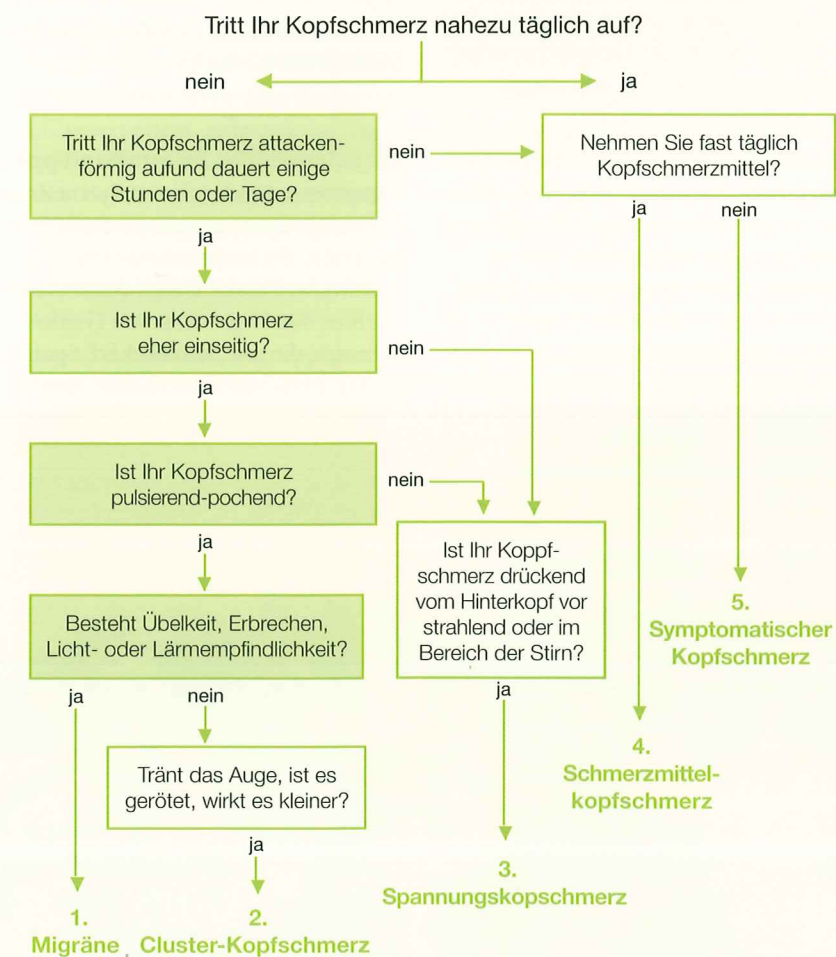 Tritt Ihr Kopfschmerz nahezu täglich auf?
nein
ja
Tritt Ihr Kopfschmerz attacken-
förmig aufund dauert einige
Stunden oder Tage?
nein
Nehmen Sie fast täglich
Kopfschmerzmittel?
ja
ja
nein
Ist Ihr Kopfschmerz
eher einseitig?
nein
ja
Ist Ihr Kopfschmerz
pulsierend-pochend?
nein
ja
Ist Ihr Koppf-
schmerz drückend
vom Hinterkopf vor
strahlend oder im
Bereich der Stirn?
ja
Besteht Übelkeit, Erbrechen,
Licht- oder Lärmempfindlichkeit?
ja
nein
Tränt das Auge, ist es
gerötet, wirkt es kleiner?
ja
5.
Symptomatischer
Kopfschmerz
4.
Schmerzmittel-
kopfschmerz
3.
Spannungskopschmerz
1.
Migräne
2.
Cluster-Kopfschmerz